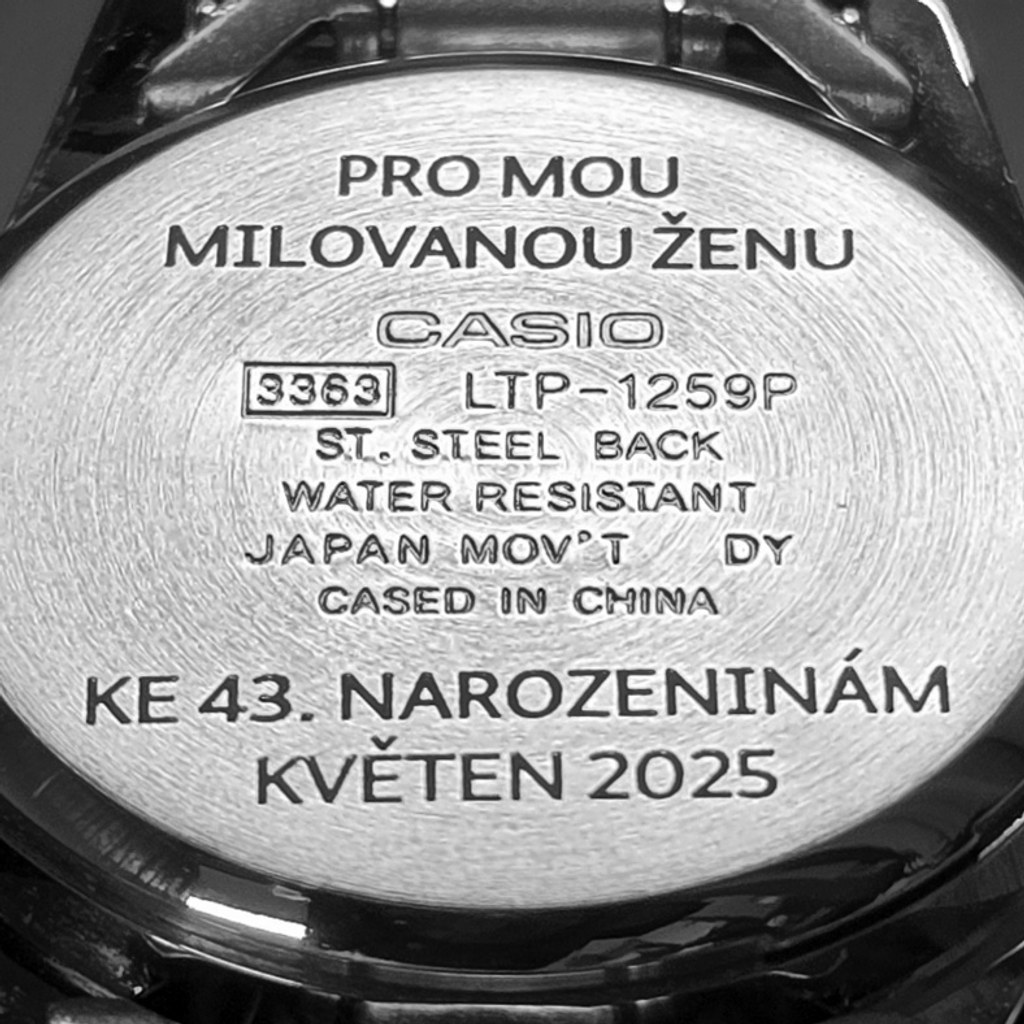 PRO MOU
MILOVANOU ŽENU
CASIO
3363 LTP-1259P
ST. STEEL BACK
WATER RESISTANT
JAPAN MOV'T DY
CASED IN CHINA
KE 43. NAROZENINÁM
KVĚTEN 2025